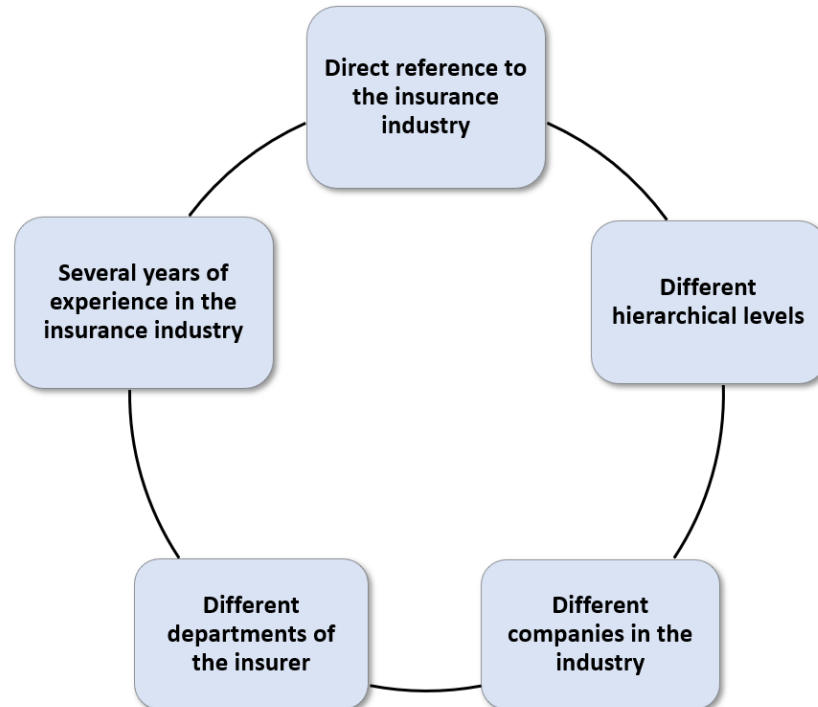 Direct reference to
the insurance
industry
Different
hierarchical levels
Different
companies in the
industry
Different
departments of
the insurer
Several years of
experience in the
insurance industry